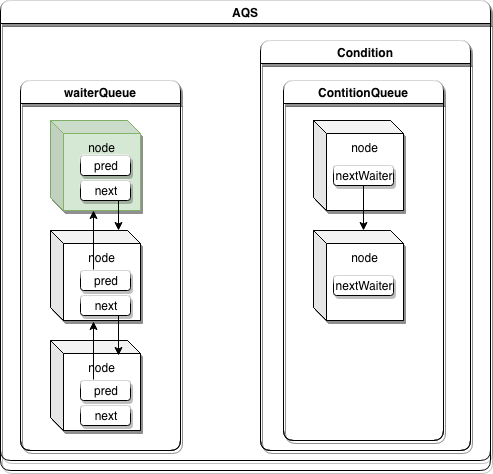 AQS
waiterQueue
node
pred
next
node
pred
next
node
pred
next
Condition
ContitionQueue
node
nextWaiter
node
nextWaiter